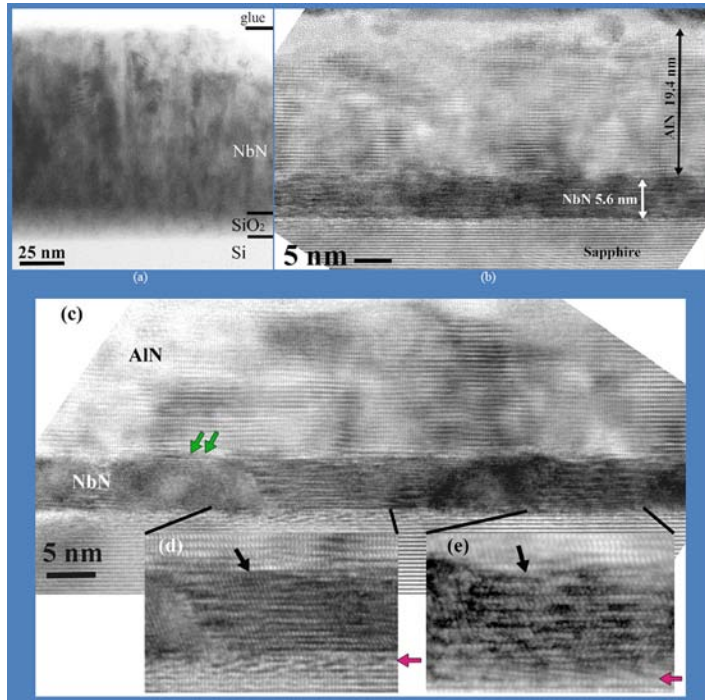 glue
NbN
SiO₂
25 nm
Si
(a)
(b)
AlN 19.4 nm
NbN 5.6 nm
5 nm
Sapphire
(c)
AlN
NbN
5 nm
(d)
(e)